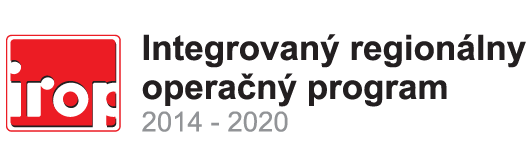 irop
Integrovaný regionálny
operačný program
2014 - 2020